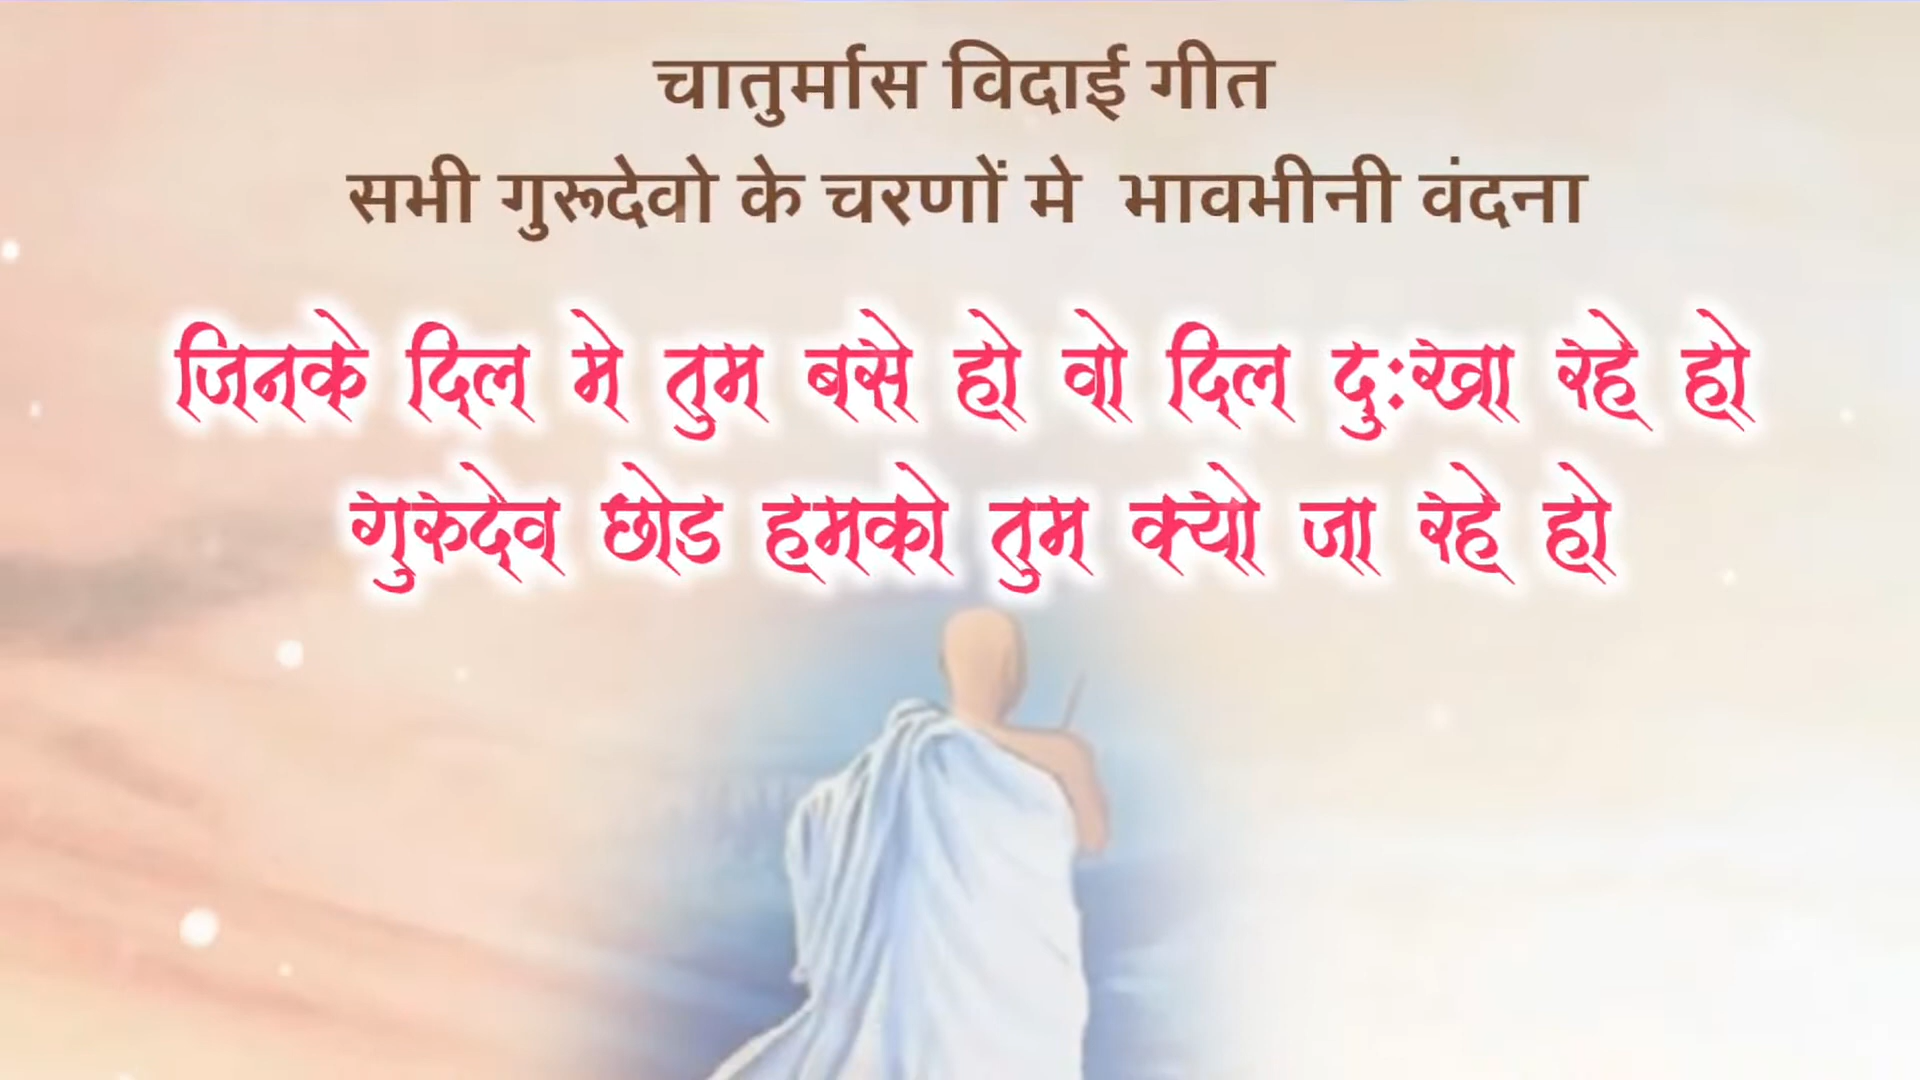 चातुर्मास विदाई गीत
सभी गुरूदेवो के चरणों मे भावभीनी वंदना
जिनके दिल मे तुम बसे हो वो दिल दुःखा रहे हो
गुरुदेव छोड हमको तुम क्यो जा रहे हो